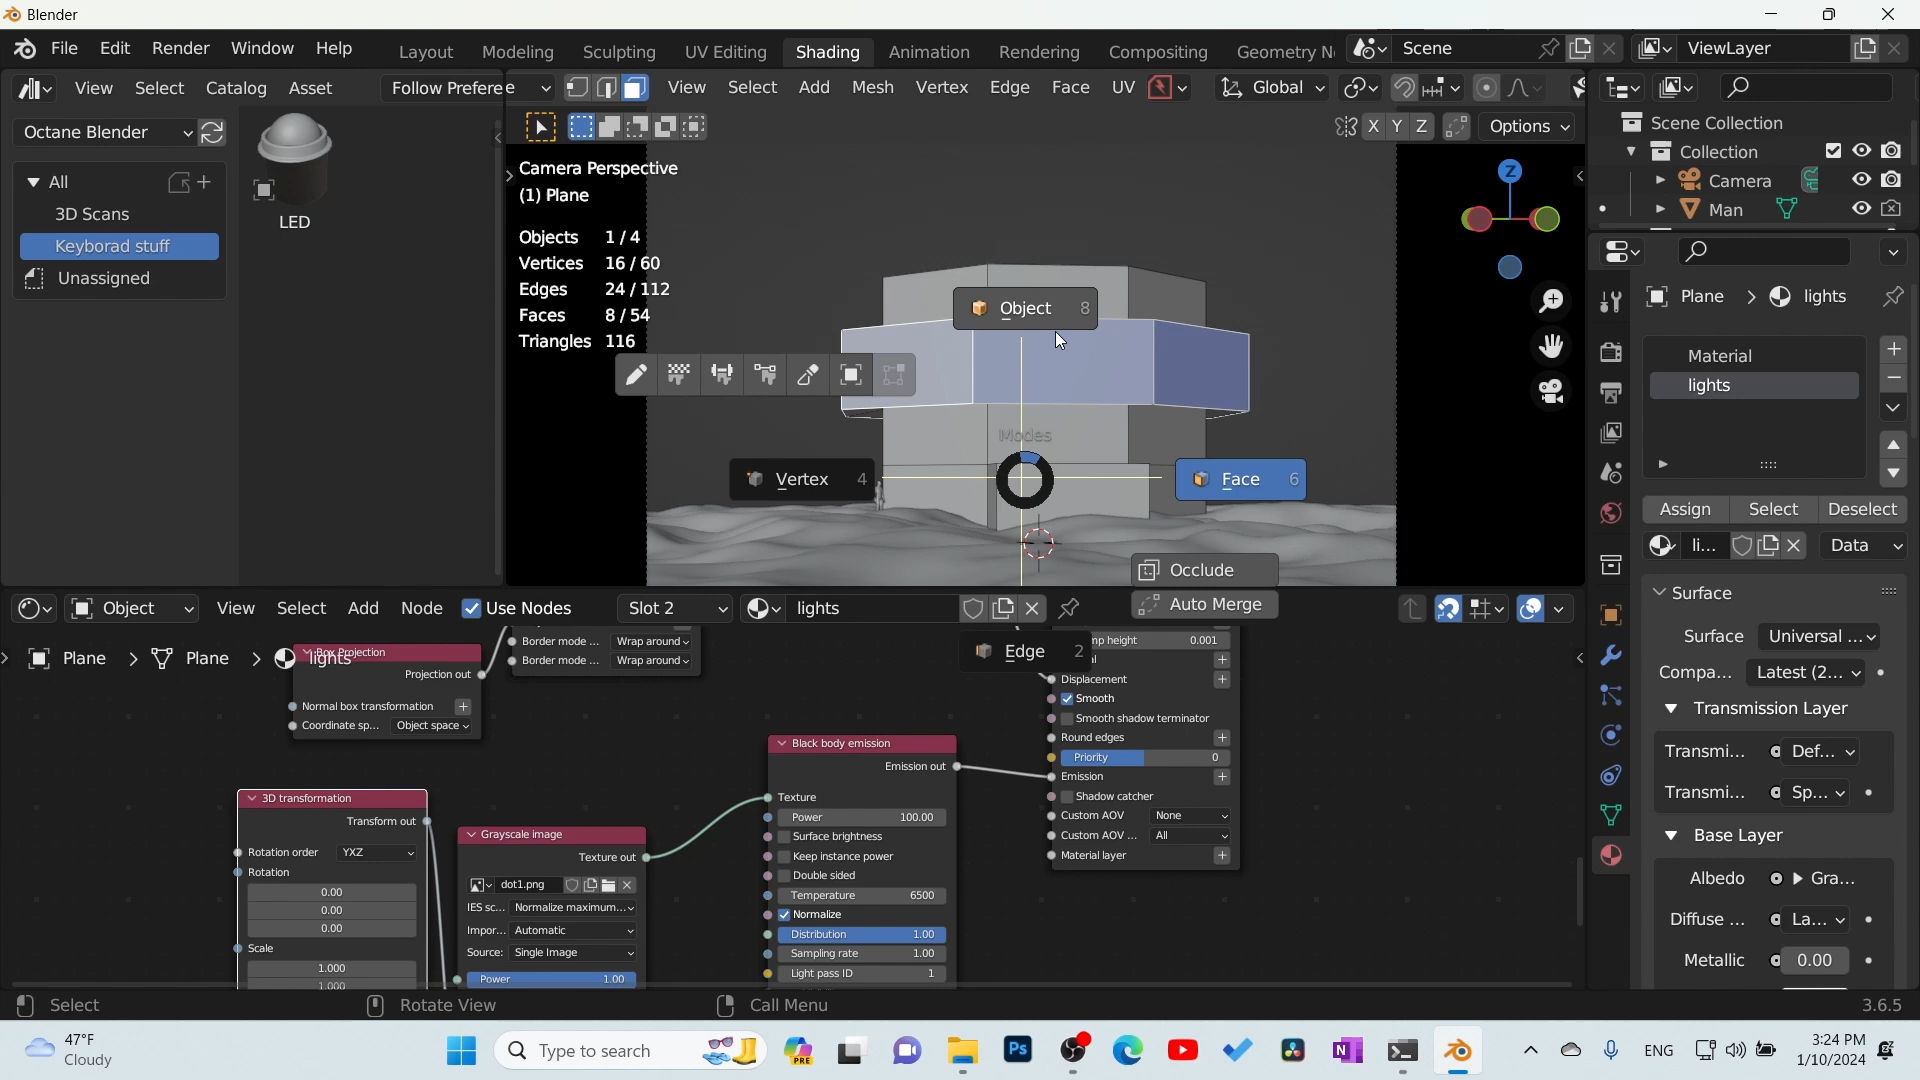 Blender
File Edit Render Window Help
Layout Modeling Sculpting UV Editing Shading Animation Rendering Compositing Geometry N
Scene
ViewLayer
View Select Catalog Asset
Follow Prefere e
View Select Add Mesh Vertex Edge Face UV
Global
Octane Blender
All
3D Scans
Keyborad stuff
Unassigned
LED
X Y Z Options
Camera Perspective
(1) Plane
Objects 1 / 4
Vertices 16 / 60
Edges 24 / 112
Faces 8 / 54
Triangles 116
Z
Object 8
Modes
Vertex 4
Face 6
Occlude
Auto Merge
Edge 2
Scene Collection
Collection
Camera
Man
Plane > lights
Material
lights
Assign Select Deselect
li... Data
Surface
Surface Universal ...
Compa... Latest (2...
Transmission Layer
Transmi... Def...
Transmi... Sp...
Base Layer
Albedo Gra...
Diffuse ... La...
Metallic 0.00
Object View Select Add Node Use Nodes Slot 2 lights
Plane > Plane > lights
Box Projection
Projection out
Normal box transformation
Coordinate sp... Object space
Border mode ... Wrap around
Border mode ... Wrap around
3D transformation
Transform out
Rotation order YXZ
Rotation
0.00
0.00
0.00
Scale
1.000
1.000
Grayscale image
Texture out
dot1.png
IES sc... Normalize maximum...
Impor... Automatic
Source: Single Image
Power 1.00
Black body emission
Emission out
Texture
Power 100.00
Surface brightness
Keep instance power
Double sided
Temperature 6500
Normalize
Distribution 1.00
Sampling rate 1.00
Light pass ID 1
mp height 0.001
al
Displacement
Smooth
Smooth shadow terminator
Round edges
Priority 0
Emission
Shadow catcher
Custom AOV None
Custom AOV ... All
Material layer
Select
Rotate View
Call Menu
3.6.5
47°F
Cloudy
Type to search
PRE
Ps
ENG
3:24 PM
1/10/2024